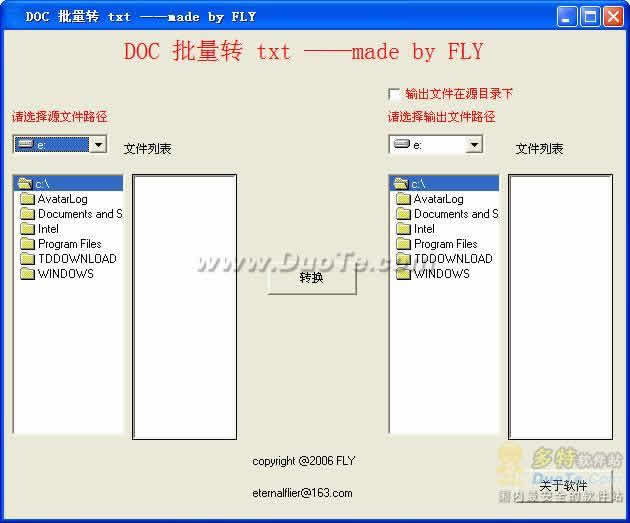 DOC 批量转 txt ——made by FLY
DOC 批量转 txt ——made by FLY
输出文件在源目录下
请选择源文件路径
请选择输出文件路径
e:
文件列表
e:
文件列表
c:\
AvatarLog
Documents and S
Intel
Program Files
TDDOWNLOAD
WINDOWS
www.DuoTe.com
转换
c:\
AvatarLog
Documents and S
Intel
Program Files
TDDOWNLOAD
WINDOWS
copyright @2006 FLY
eternalflier@163.com
多特软件站
DuoTe.com
关于软件
国内最安全的软件站